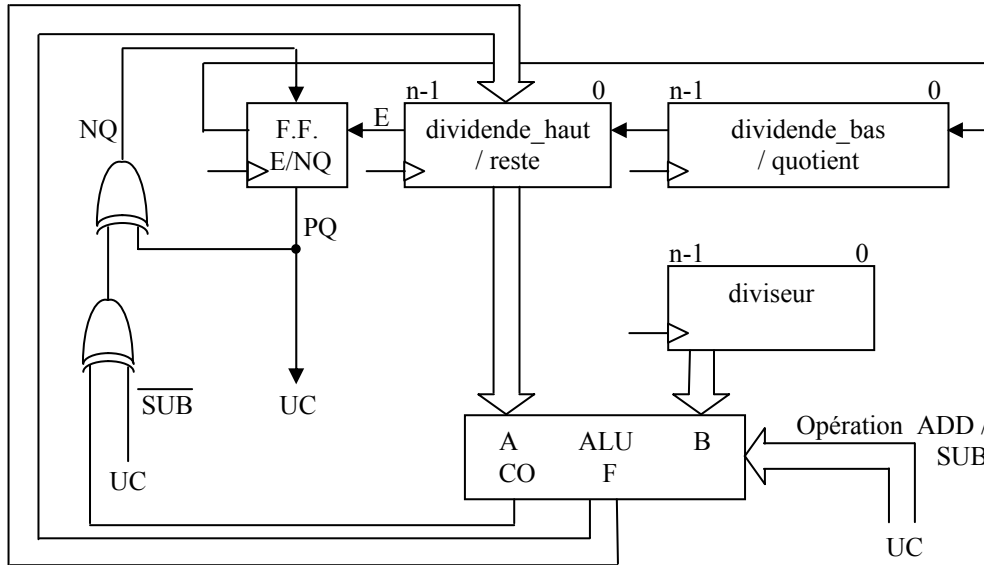 n-1 0 n-1 0
NQ F.F. E/NQ E dividende_haut / reste dividende_bas / quotient
PQ
n-1 0
diviseur
SUB UC
UC
A ALU B
CO F
Opération ADD / SUB
UC